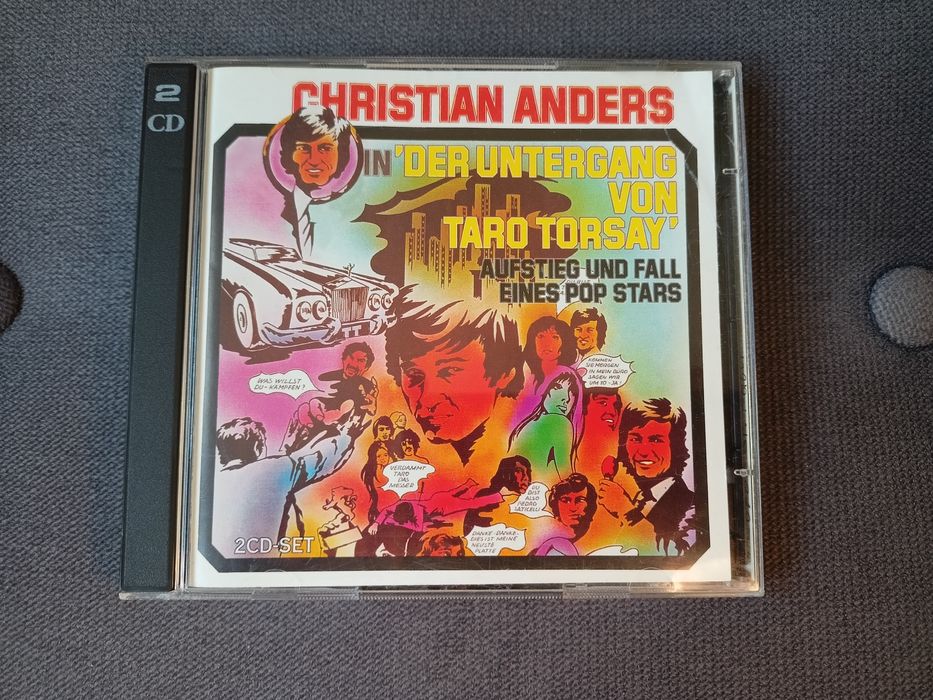 2
CD
CHRISTIAN ANDERS
IN 'DER UNTERGANG
VON
TARO TORSAY'
AUFSTIEG UND FALL
EINES POP STARS
TT
WAS WILLST
DU - KÄMPFEN?
KOMMEN
SIE MORGEN
IN MEIN BÜRO
SAGEN WIR
UM 10 - JA!
VERDAMMT
TARO
DAS
MESSER
DU
BIST
ALSO
PEDRO
DANKE - DANKE -
DIES IST MEINE
NEUSTE
PLATTE
2CD-SET